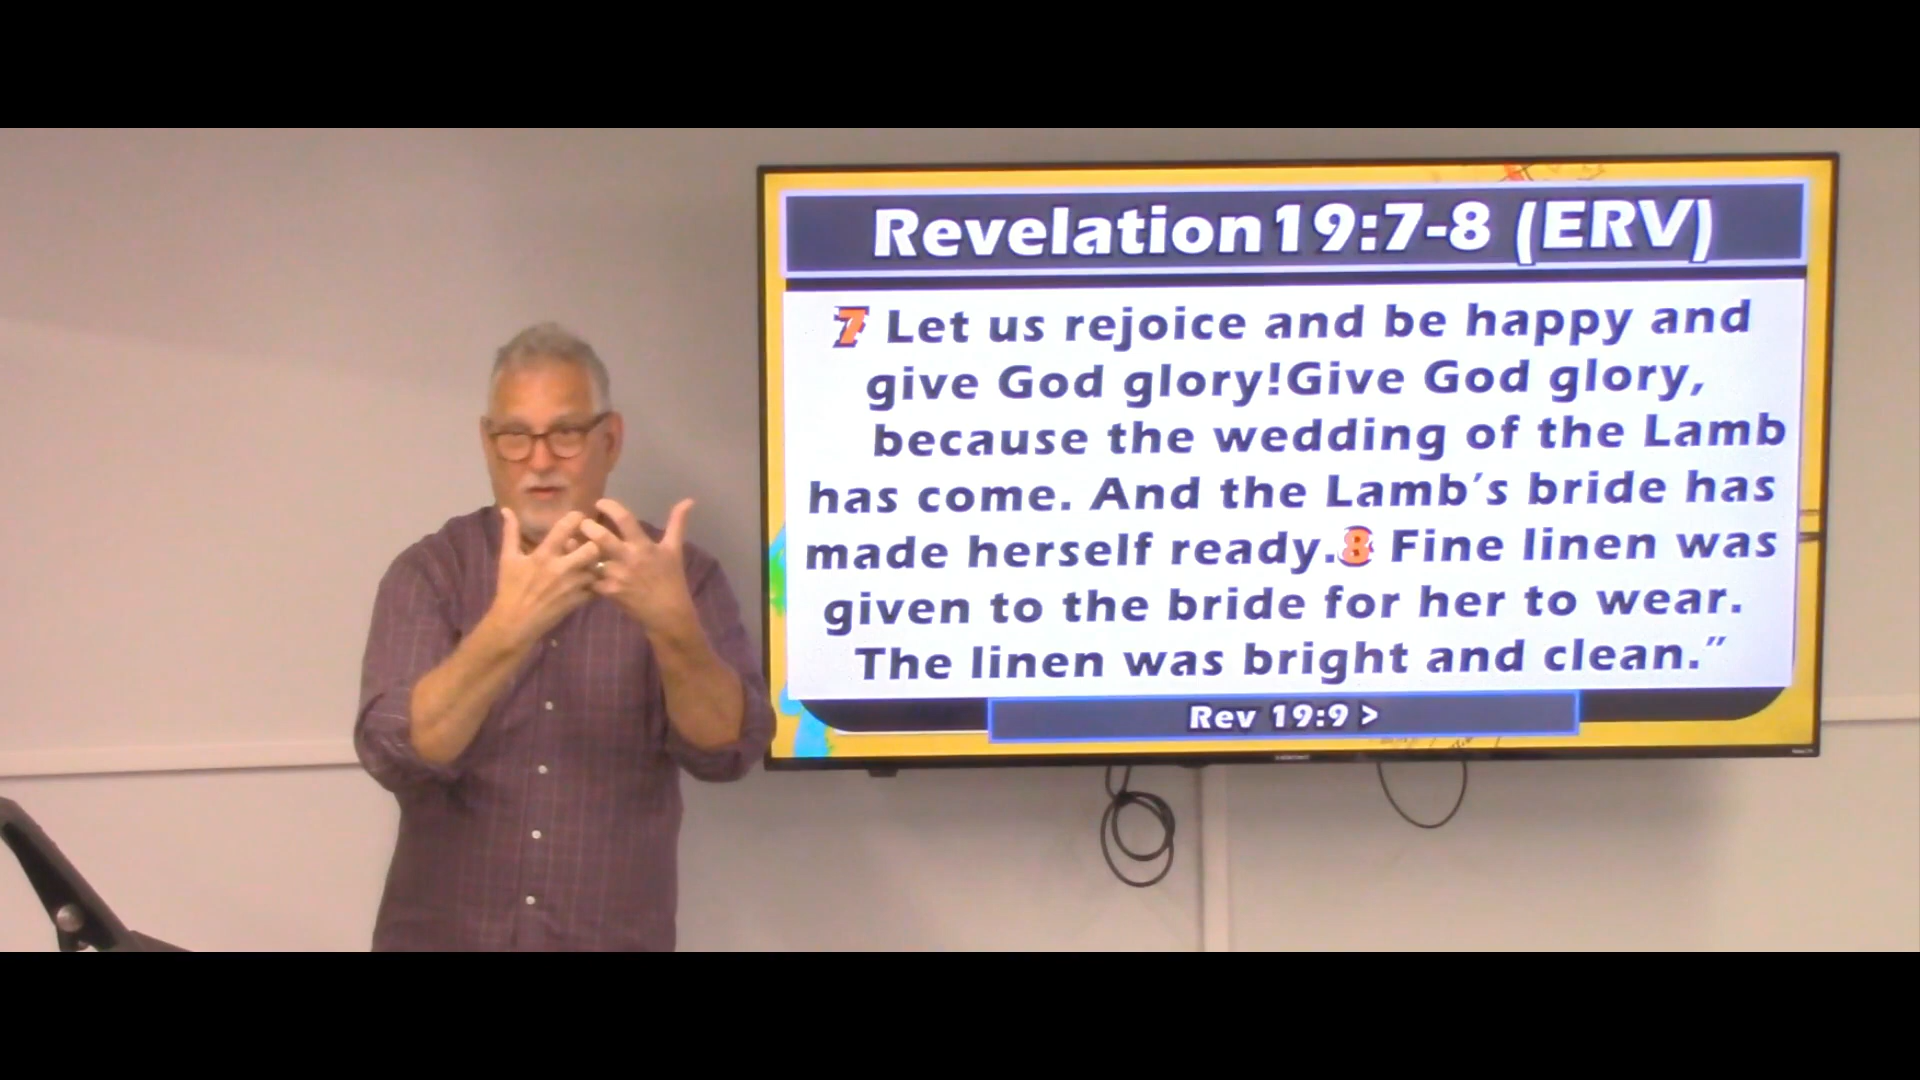 Revelation 19:7-8 (ERV)
7 Let us rejoice and be happy and
give God glory!Give God glory,
because the wedding of the Lamb
has come. And the Lamb's bride has
made herself ready.8 Fine linen was
given to the bride for her to wear.
The linen was bright and clean.”
Rev 19:9 >